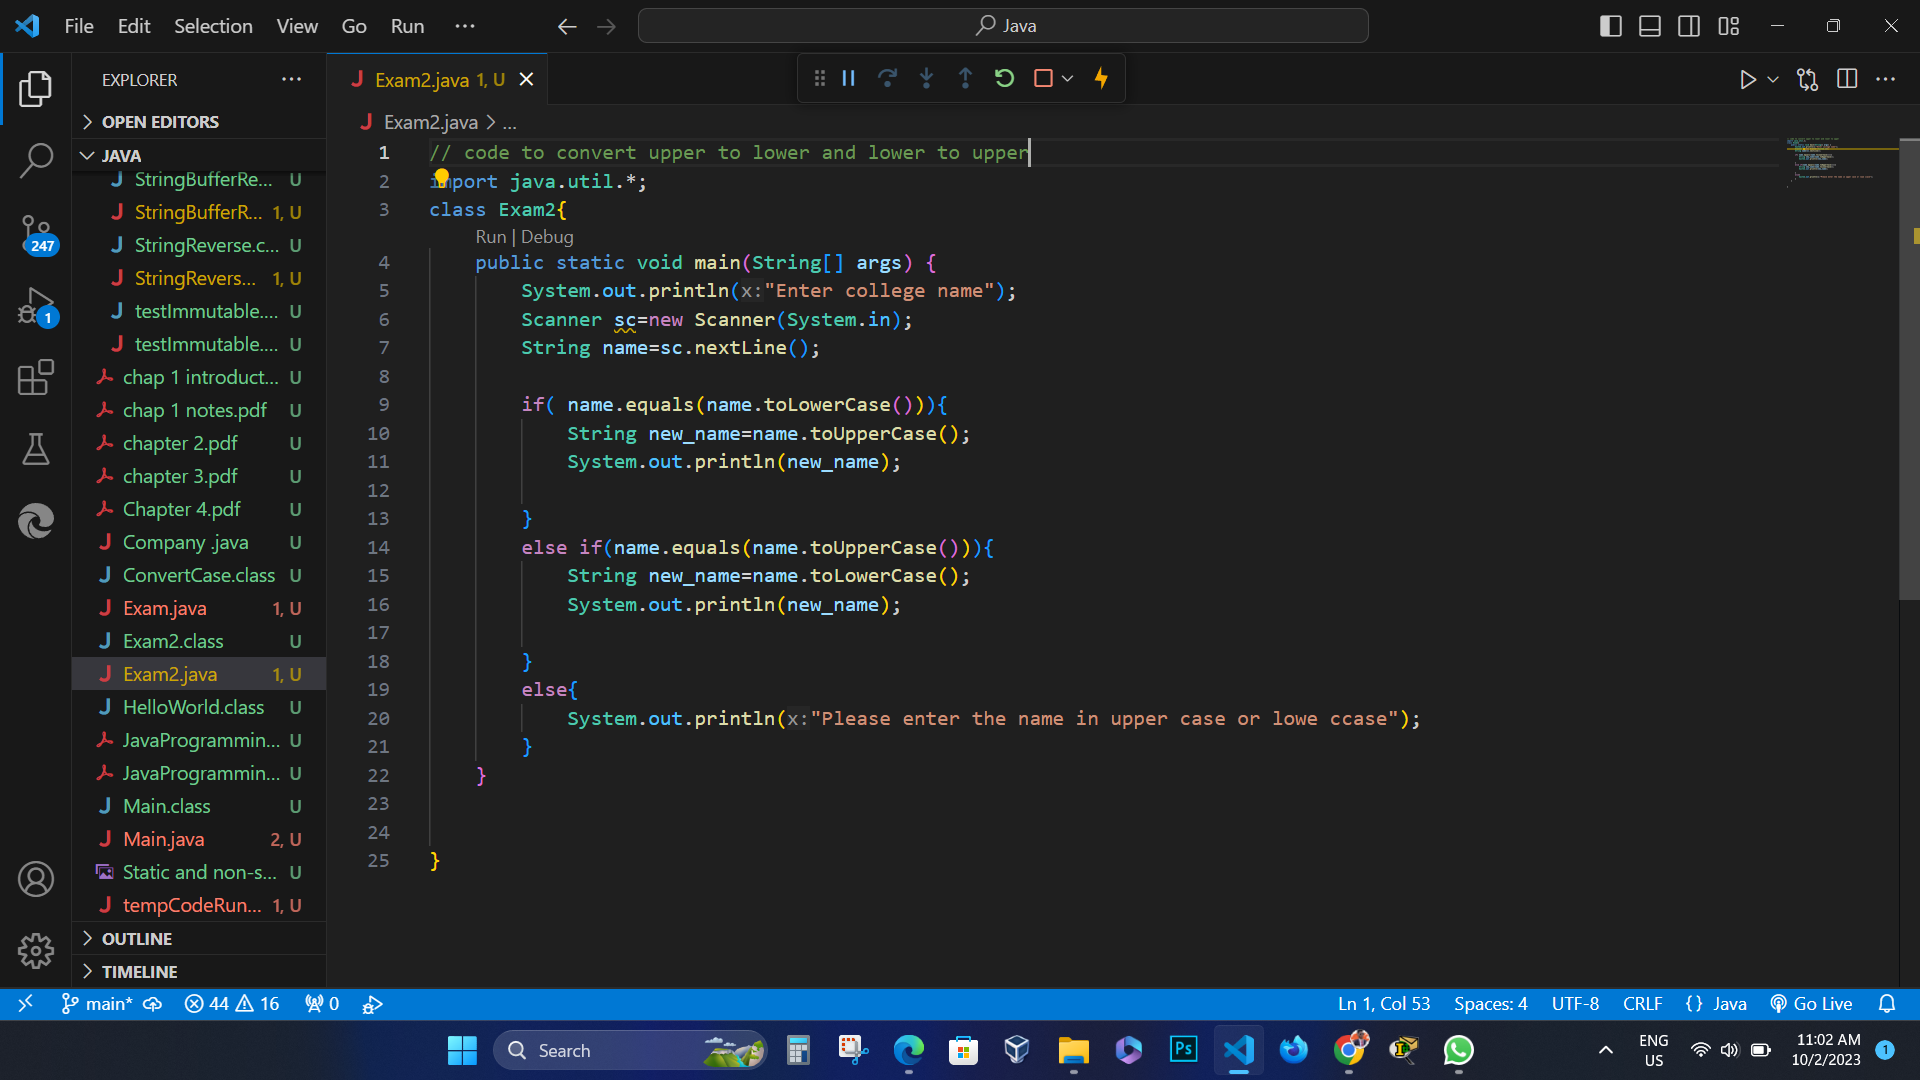 File Edit Selection View Go Run ···
Java
EXPLORER ···
OPEN EDITORS
JAVA
StringBufferRe... U
StringBufferR... 1, U
StringReverse.c... U
StringRevers... 1, U
testImmutable.... U
testImmutable.... U
chap 1 introduct... U
chap 1 notes.pdf U
chapter 2.pdf U
chapter 3.pdf U
Chapter 4.pdf U
Company .java U
ConvertCase.class U
Exam.java 1, U
Exam2.class U
Exam2.java 1, U
HelloWorld.class U
JavaProgrammin... U
JavaProgrammin... U
Main.class U
Main.java 2, U
Static and non-s... U
tempCodeRun... 1, U
OUTLINE
TIMELINE
247
1
Exam2.java 1, U
Exam2.java > ...
1 // code to convert upper to lower and lower to upper
2 import java.util.*;
3 class Exam2{
Run | Debug
4 public static void main(String[] args) {
5 System.out.println(x:"Enter college name");
6 Scanner sc=new Scanner(System.in);
7 String name=sc.nextLine();
8
9 if( name.equals(name.toLowerCase())){
10 String new_name=name.toUpperCase();
11 System.out.println(new_name);
12
13 }
14 else if(name.equals(name.toUpperCase())){
15 String new_name=name.toLowerCase();
16 System.out.println(new_name);
17
18 }
19 else{
20 System.out.println(x:"Please enter the name in upper case or lowe ccase");
21 }
22 }
23
24
25 }
main* 44 16 0
Ln 1, Col 53 Spaces: 4 UTF-8 CRLF {} Java Go Live
Search
Ps
ENG
US
11:02 AM
10/2/2023
1